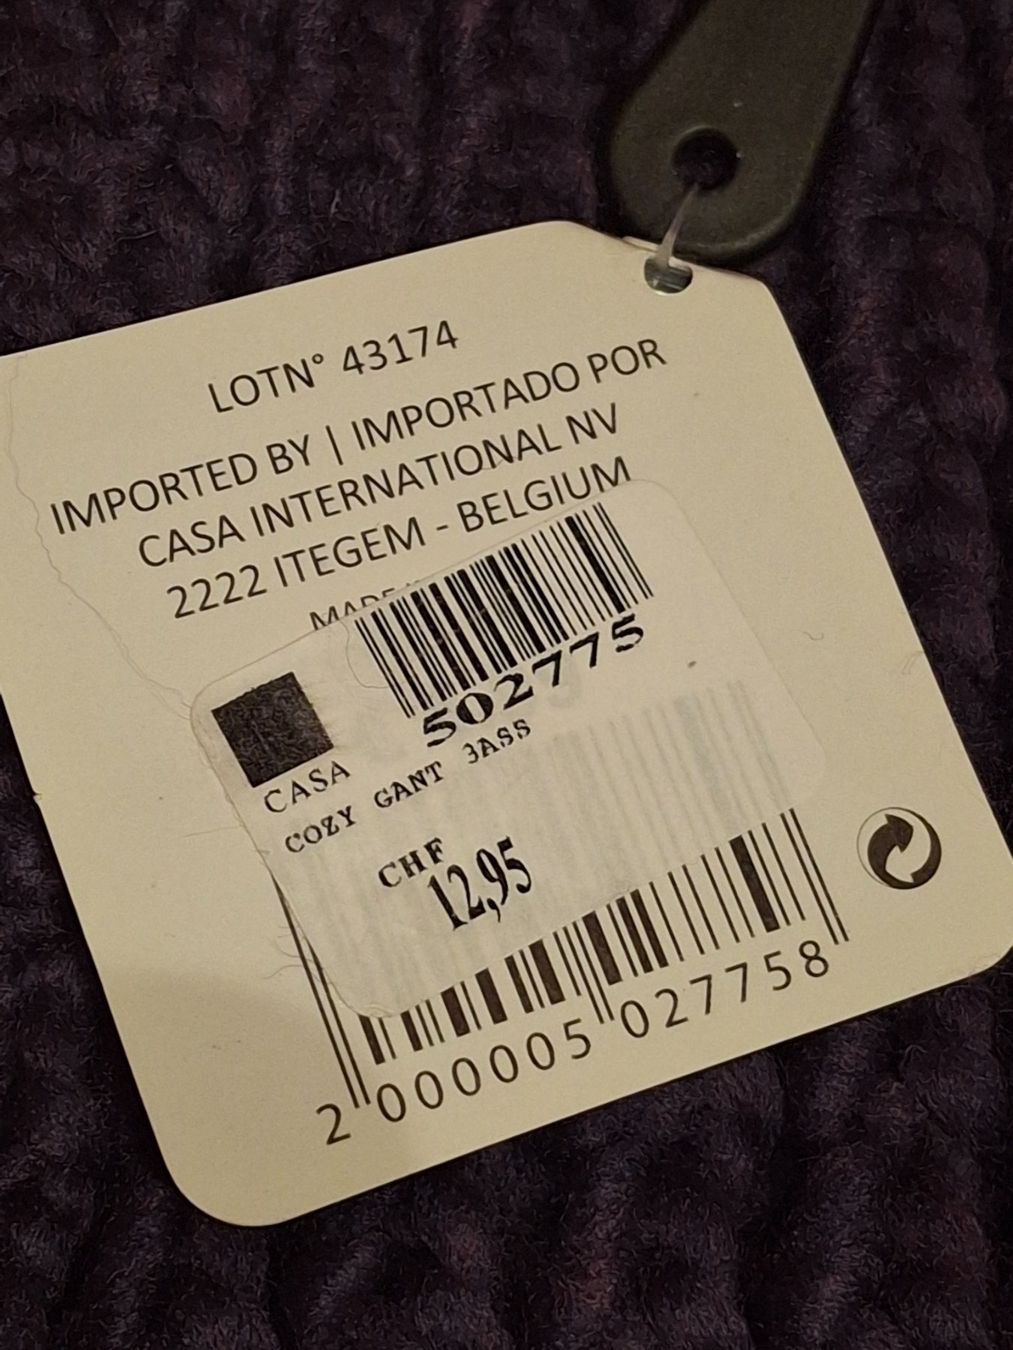 LOTN° 43174
IMPORTED BY | IMPORTADO POR
CASA INTERNATIONAL NV
2222 ITEGEM - BELGIUM
MADE
502775
CASA
COZY GANT 3ASS
CHF
12,95
2 000005 027758